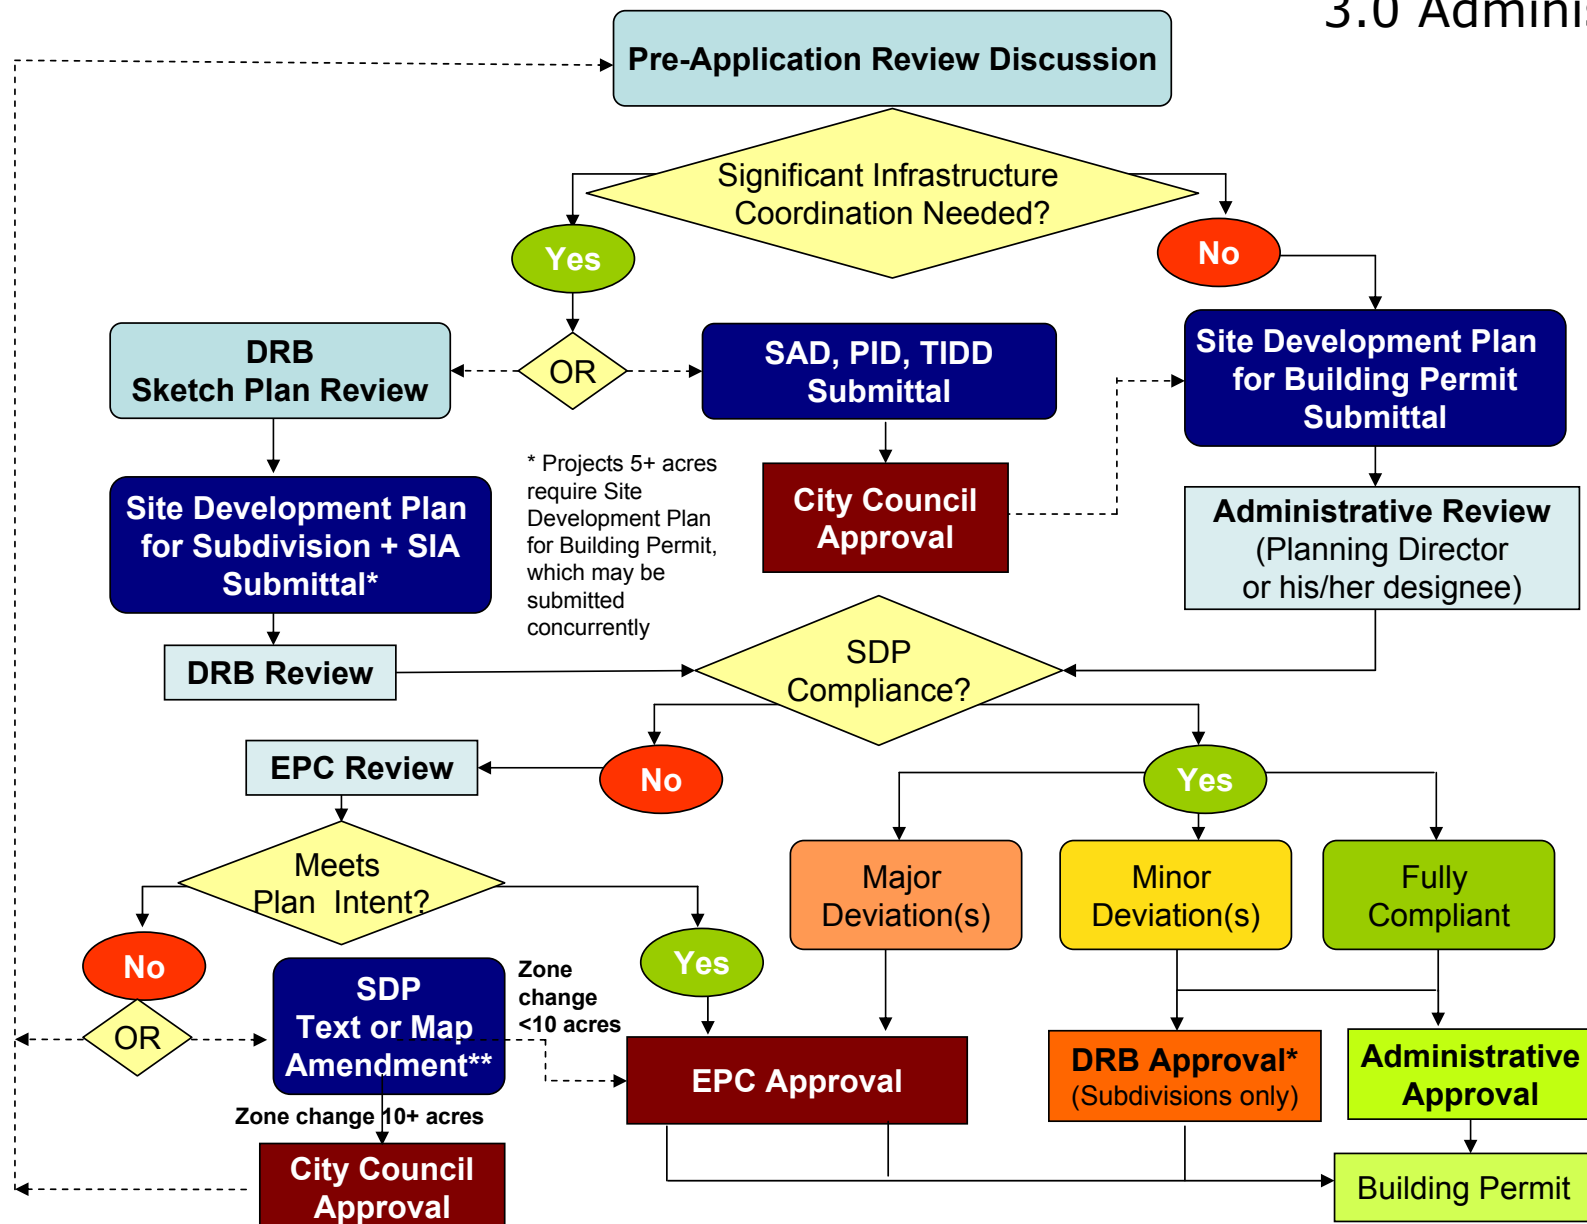 3.0 Adminis
Pre-Application Review Discussion
Significant Infrastructure
Coordination Needed?
Yes
No
DRB
Sketch Plan Review
OR
SAD, PID, TIDD
Submittal
Site Development Plan
for Building Permit
Submittal
* Projects 5+ acres
require Site
Development Plan
for Building Permit,
which may be
submitted
concurrently
City Council
Approval
Site Development Plan
for Subdivision + SIA
Submittal*
Administrative Review
(Planning Director
or his/her designee)
DRB Review
SDP
Compliance?
EPC Review
No
Yes
Meets
Plan Intent?
Major
Deviation(s)
Minor
Deviation(s)
Fully
Compliant
No
Yes
OR
SDP
Text or Map
Amendment**
Zone
change
<10 acres
EPC Approval
DRB Approval*
(Subdivisions only)
Administrative
Approval
Zone change 10+ acres
City Council
Approval
Building Permit